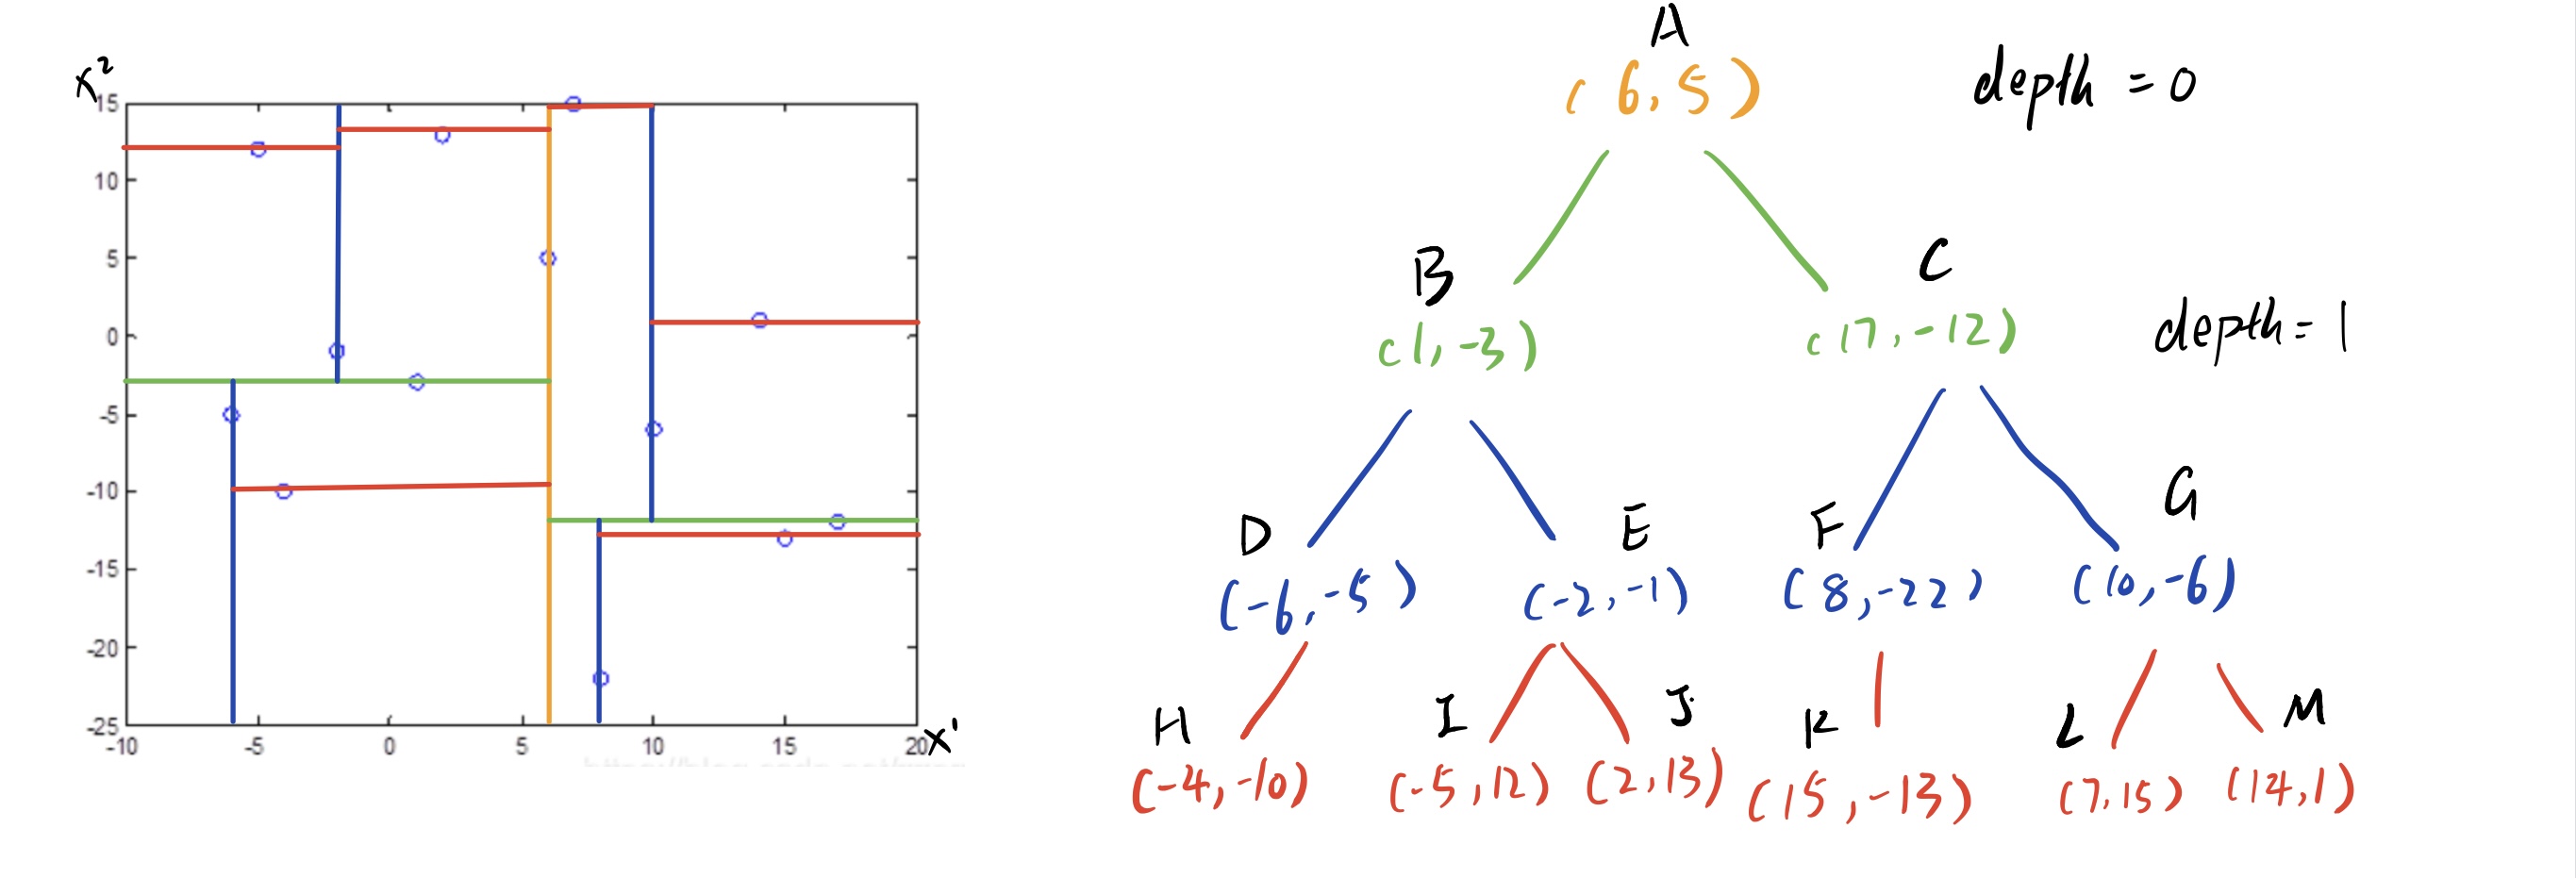 x²
15
10
5
0
-5
-10
-15
-20
-25
-10 -5 0 5 10 15 20 x¹
A
(6,5) depth = 0
B C
(1,-3) (17,-12) depth = 1
D E F G
(-6,-5) (-2,-1) (8,-22) (10,-6)
H I J K L M
(-4,-10) (-5,12) (2,13) (15,-13) (7,15) (14,1)